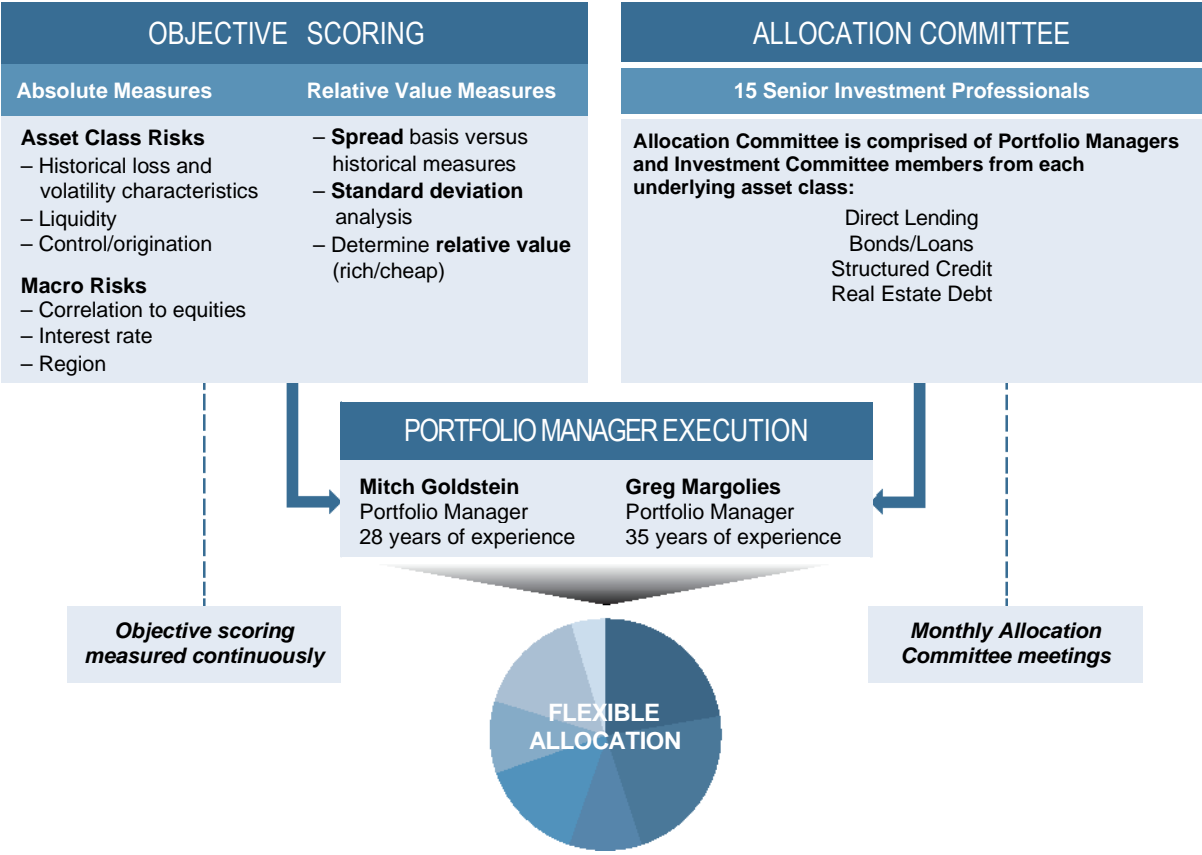 OBJECTIVE SCORING
Absolute Measures
Relative Value Measures
Asset Class Risks
– Historical loss and
volatility characteristics
– Liquidity
– Control/origination
Macro Risks
– Correlation to equities
– Interest rate
– Region
– Spread basis versus
historical measures
– Standard deviation
analysis
– Determine relative value
(rich/cheap)
ALLOCATION COMMITTEE
15 Senior Investment Professionals
Allocation Committee is comprised of Portfolio Managers
and Investment Committee members from each
underlying asset class:
Direct Lending
Bonds/Loans
Structured Credit
Real Estate Debt
PORTFOLIO MANAGER EXECUTION
Mitch Goldstein
Portfolio Manager
28 years of experience
Greg Margolies
Portfolio Manager
35 years of experience
Objective scoring
measured continuously
Monthly Allocation
Committee meetings
FLEXIBLE
ALLOCATION